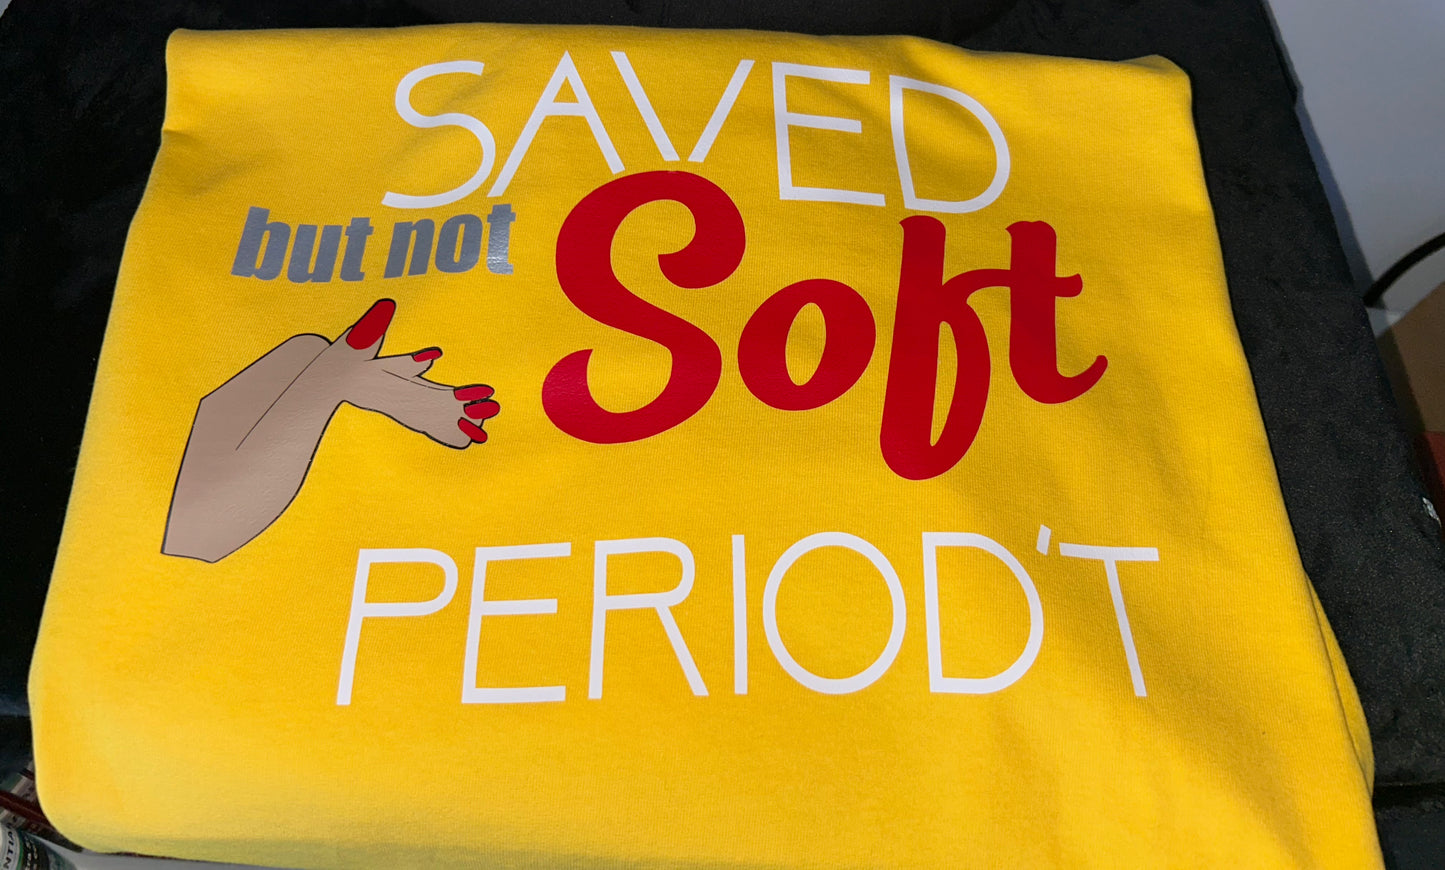 SAVED
but not Soft
PERIOD'T